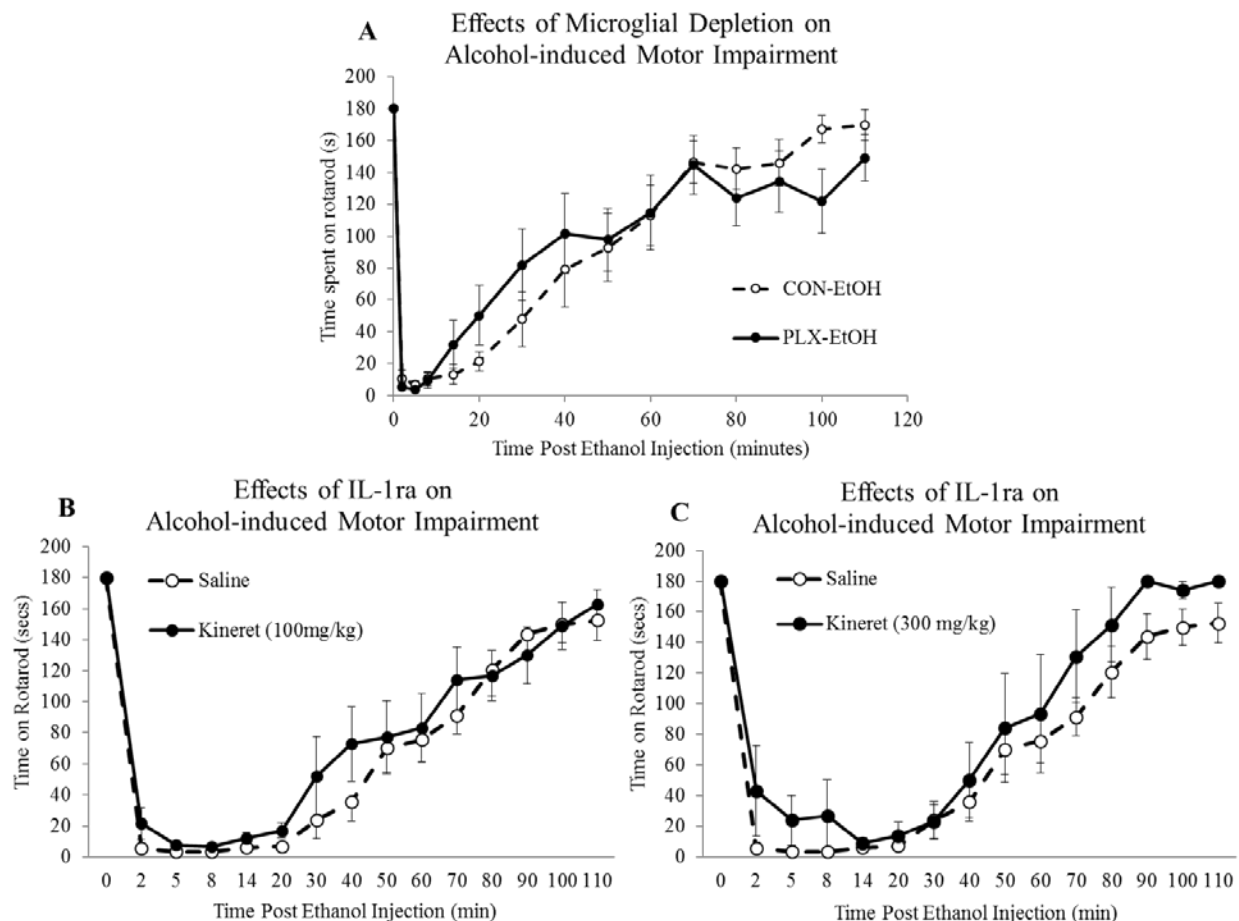 A
Effects of Microglial Depletion on
Alcohol-induced Motor Impairment
200
180
160
140
120
100
80
60
40
20
0
Time spent on rotarod (s)
CON-EtOH
PLX-EtOH
0 20 40 60 80 100 120
Time Post Ethanol Injection (minutes)
B
Effects of IL-1ra on
Alcohol-induced Motor Impairment
200
180
160
140
120
100
80
60
40
20
0
Time on Rotarod (secs)
Saline
Kineret (100mg/kg)
0 2 5 8 14 20 30 40 50 60 70 80 90 100 110
Time Post Ethanol Injection (min)
C
Effects of IL-1ra on
Alcohol-induced Motor Impairment
200
180
160
140
120
100
80
60
40
20
0
Time on Rotarod (secs)
Saline
Kineret (300 mg/kg)
0 2 5 8 14 20 30 40 50 60 70 80 90 100 110
Time Post Ethanol Injection (min)